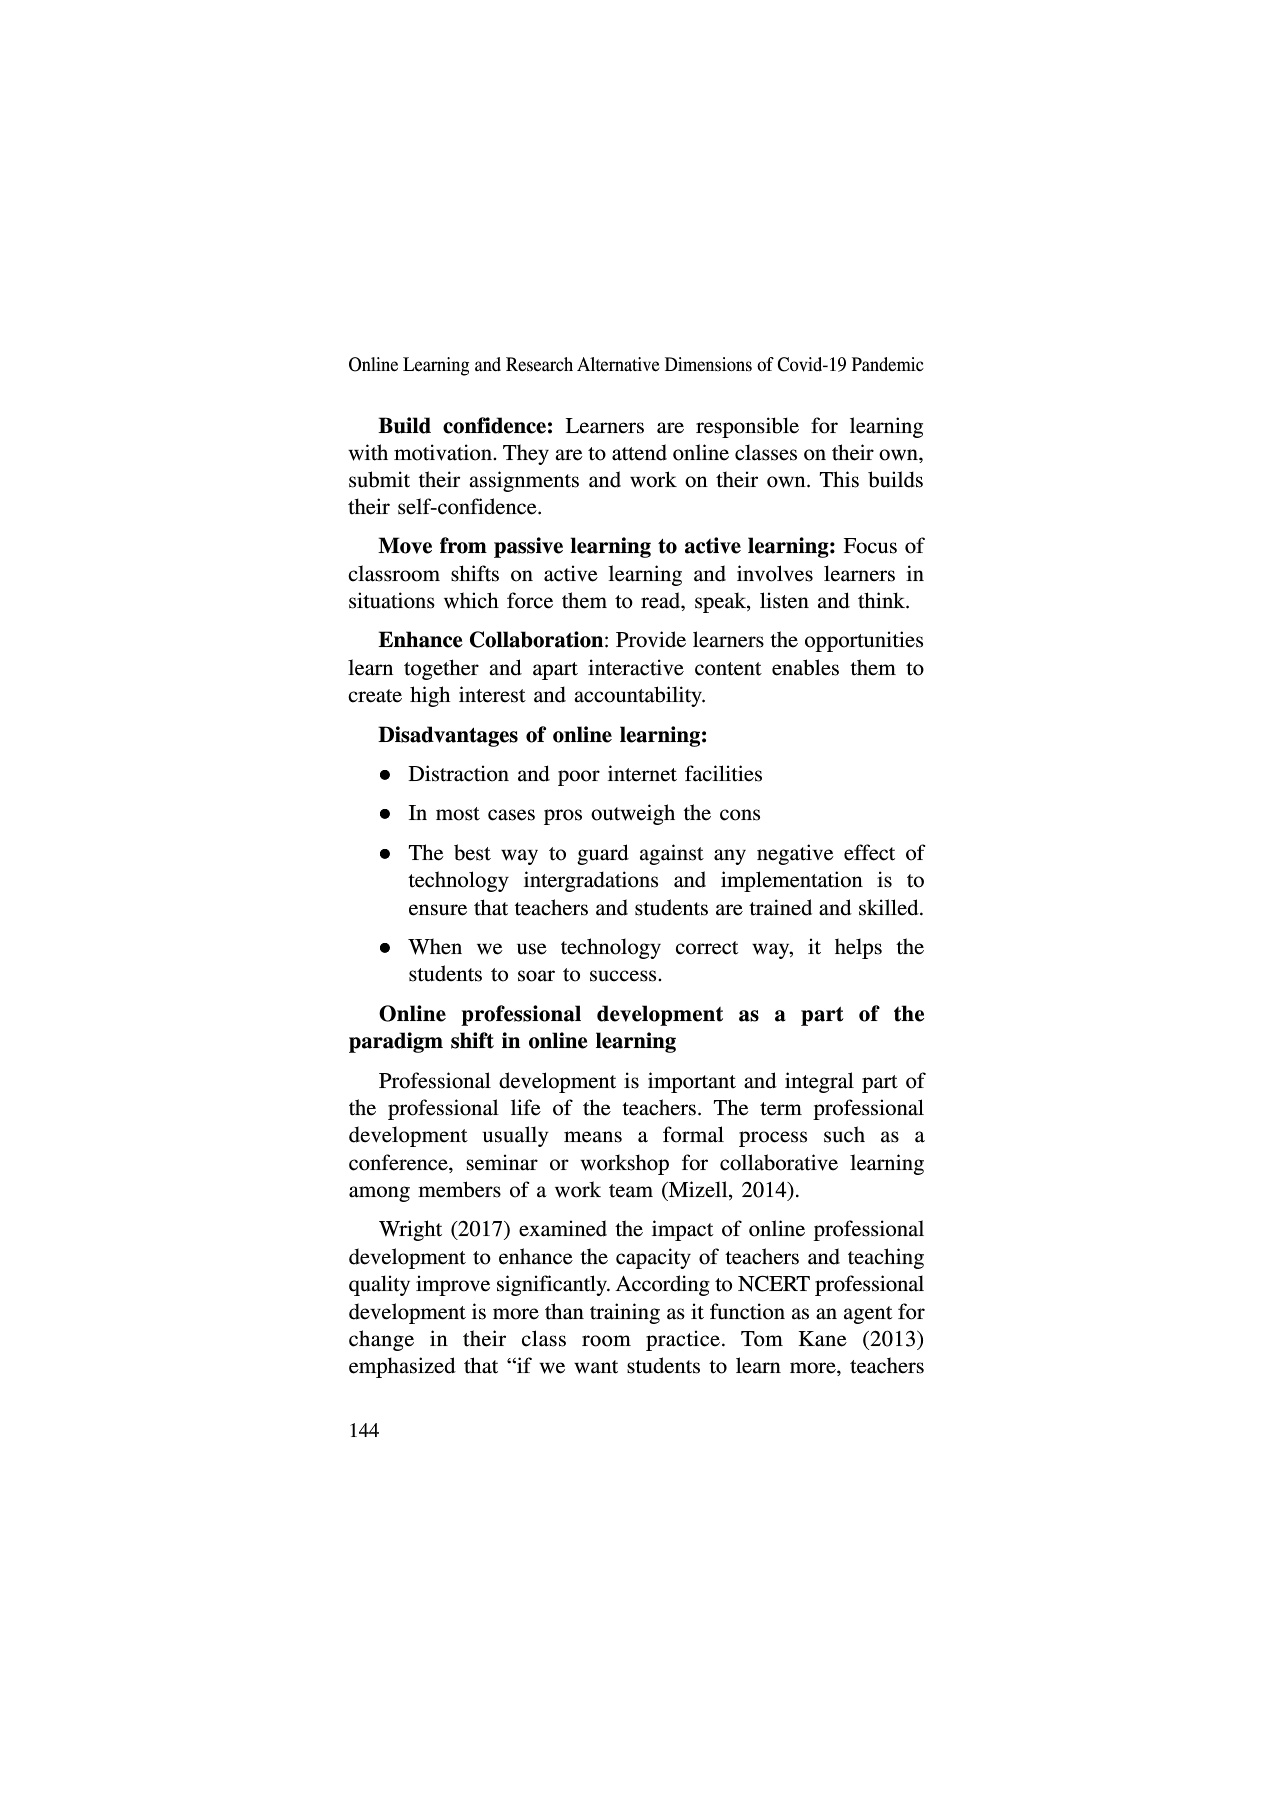 Online Learning and Research Alternative Dimensions of Covid-19 Pandemic
Build confidence: Learners are responsible for learning
with motivation. They are to attend online classes on their own,
submit their assignments and work on their own. This builds
their self-confidence.
Move from passive learning to active learning: Focus of
classroom shifts on active learning and involves learners in
situations which force them to read, speak, listen and think.
Enhance Collaboration: Provide learners the opportunities
learn together and apart interactive content enables them to
create high interest and accountability.
Disadvantages of online learning:
● Distraction and poor internet facilities
● In most cases pros outweigh the cons
● The best way to guard against any negative effect of
technology intergradations and implementation is to
ensure that teachers and students are trained and skilled.
● When we use technology correct way, it helps the
students to soar to success.
Online professional development as a part of the
paradigm shift in online learning
Professional development is important and integral part of
the professional life of the teachers. The term professional
development usually means a formal process such as a
conference, seminar or workshop for collaborative learning
among members of a work team (Mizell, 2014).
Wright (2017) examined the impact of online professional
development to enhance the capacity of teachers and teaching
quality improve significantly. According to NCERT professional
development is more than training as it function as an agent for
change in their class room practice. Tom Kane (2013)
emphasized that “if we want students to learn more, teachers
144